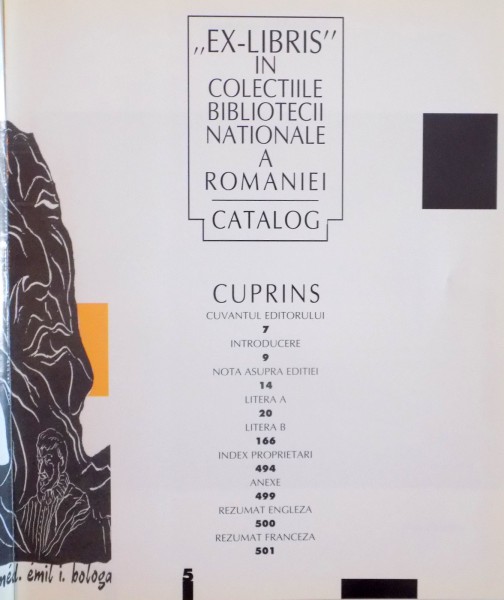 „EX-LIBRIS”
IN
COLECTIILE
BIBLIOTECII
NATIONALE
A
ROMANIEI
CATALOG
CUPRINS
CUVANTUL EDITORULUI
7
INTRODUCERE
9
NOTA ASUPRA EDITIEI
14
LITERA A
20
LITERA B
166
INDEX PROPRIETARI
494
ANEXE
499
REZUMAT ENGLEZA
500
REZUMAT FRANCEZA
501
méd. émil i. bologa
5